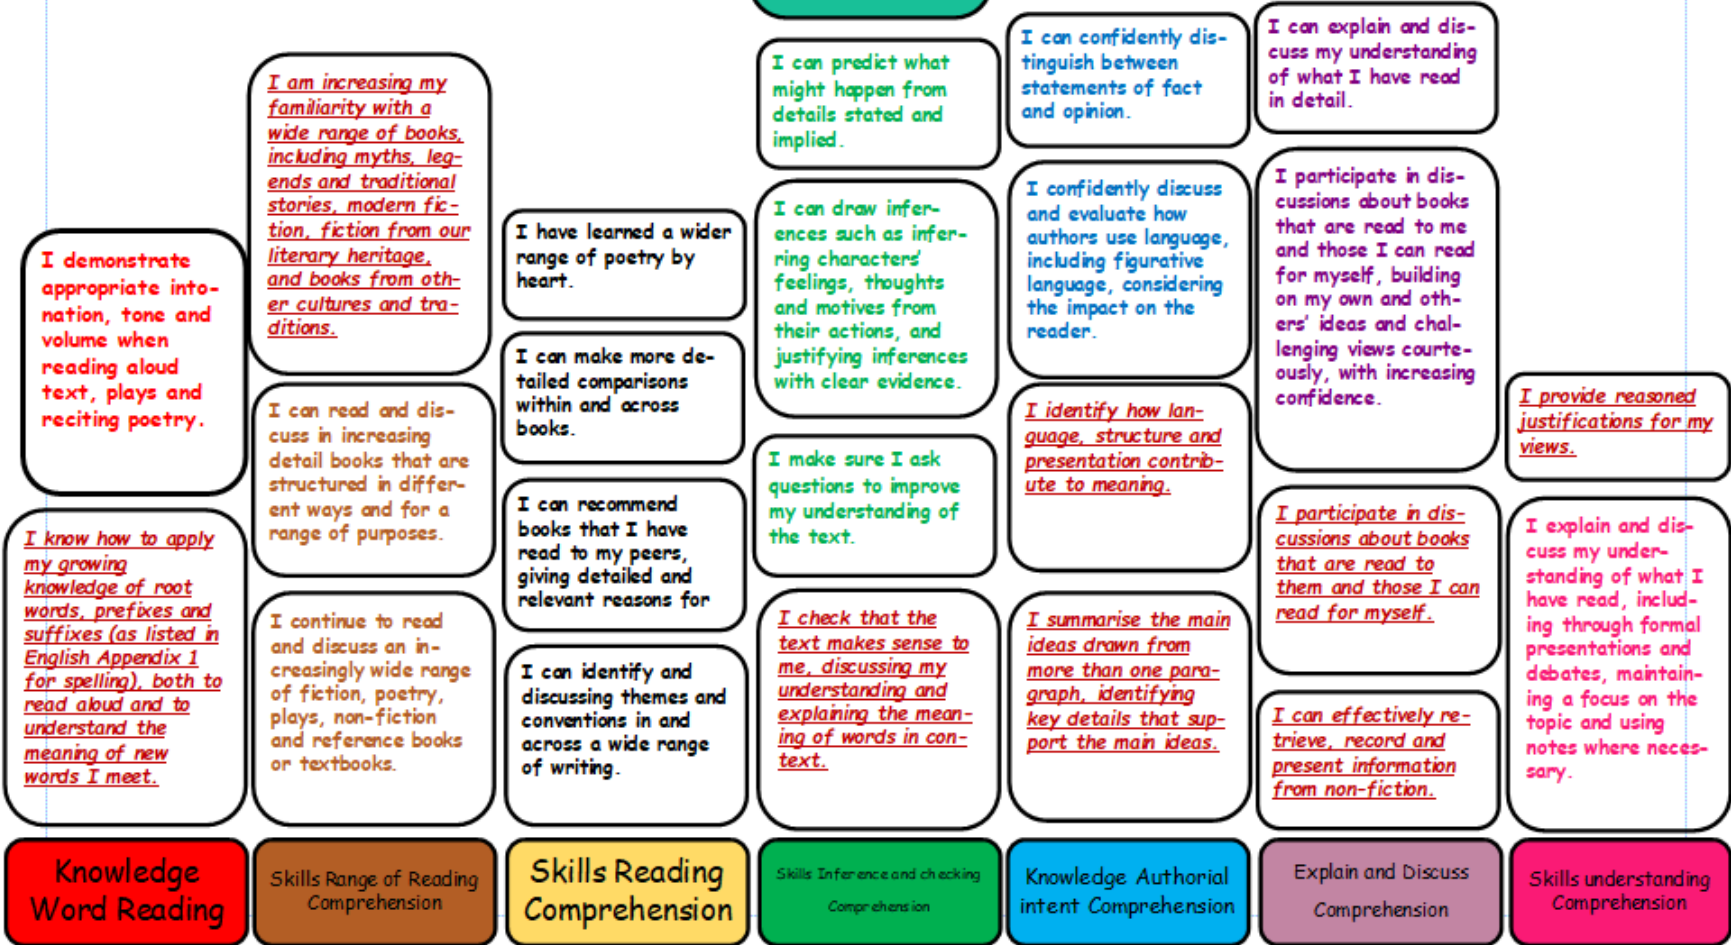 I demonstrate
appropriate into-
nation, tone and
volume when
reading aloud
text, plays and
reciting poetry.
I know how to apply
my growing
knowledge of root
words, prefixes and
suffixes (as listed in
English Appendix 1
for spelling), both to
read aloud and to
understand the
meaning of new
words I meet.
Knowledge
Word Reading
I am increasing my
familiarity with a
wide range of books,
including myths, leg-
ends and traditional
stories, modern fic-
tion, fiction from our
literary heritage,
and books from oth-
er cultures and tra-
ditions.
I can read and dis-
cuss in increasing
detail books that are
structured in differ-
ent ways and for a
range of purposes.
I continue to read
and discuss an in-
creasingly wide range
of fiction, poetry,
plays, non-fiction
and reference books
or textbooks.
Skills Range of Reading
Comprehension
I have learned a wider
range of poetry by
heart.
I can make more de-
tailed comparisons
within and across
books.
I can recommend
books that I have
read to my peers,
giving detailed and
relevant reasons for
I can identify and
discussing themes and
conventions in and
across a wide range
of writing.
Skills Reading
Comprehension
I can predict what
might happen from
details stated and
implied.
I can draw infer-
ences such as infer-
ring characters'
feelings, thoughts
and motives from
their actions, and
justifying inferences
with clear evidence.
I make sure I ask
questions to improve
my understanding of
the text.
I check that the
text makes sense to
me, discussing my
understanding and
explaining the mean-
ing of words in con-
text.
Skills Inference and checking
Comprehension
I can confidently dis-
tinguish between
statements of fact
and opinion.
I confidently discuss
and evaluate how
authors use language,
including figurative
language, considering
the impact on the
reader.
I identify how lan-
guage, structure and
presentation contrib-
ute to meaning.
I summarise the main
ideas drawn from
more than one para-
graph, identifying
key details that sup-
port the main ideas.
Knowledge Authorial
intent Comprehension
I can explain and dis-
cuss my understanding
of what I have read
in detail.
I participate in dis-
cussions about books
that are read to me
and those I can read
for myself, building
on my own and oth-
ers' ideas and chal-
lenging views courte-
ously, with increasing
confidence.
I participate in dis-
cussions about books
that are read to
them and those I can
read for myself.
I can effectively re-
trieve, record and
present information
from non-fiction.
Explain and Discuss
Comprehension
I provide reasoned
justifications for my
views.
I explain and dis-
cuss my under-
standing of what I
have read, includ-
ing through formal
presentations and
debates, maintain-
ing a focus on the
topic and using
notes where neces-
sary.
Skills understanding
Comprehension